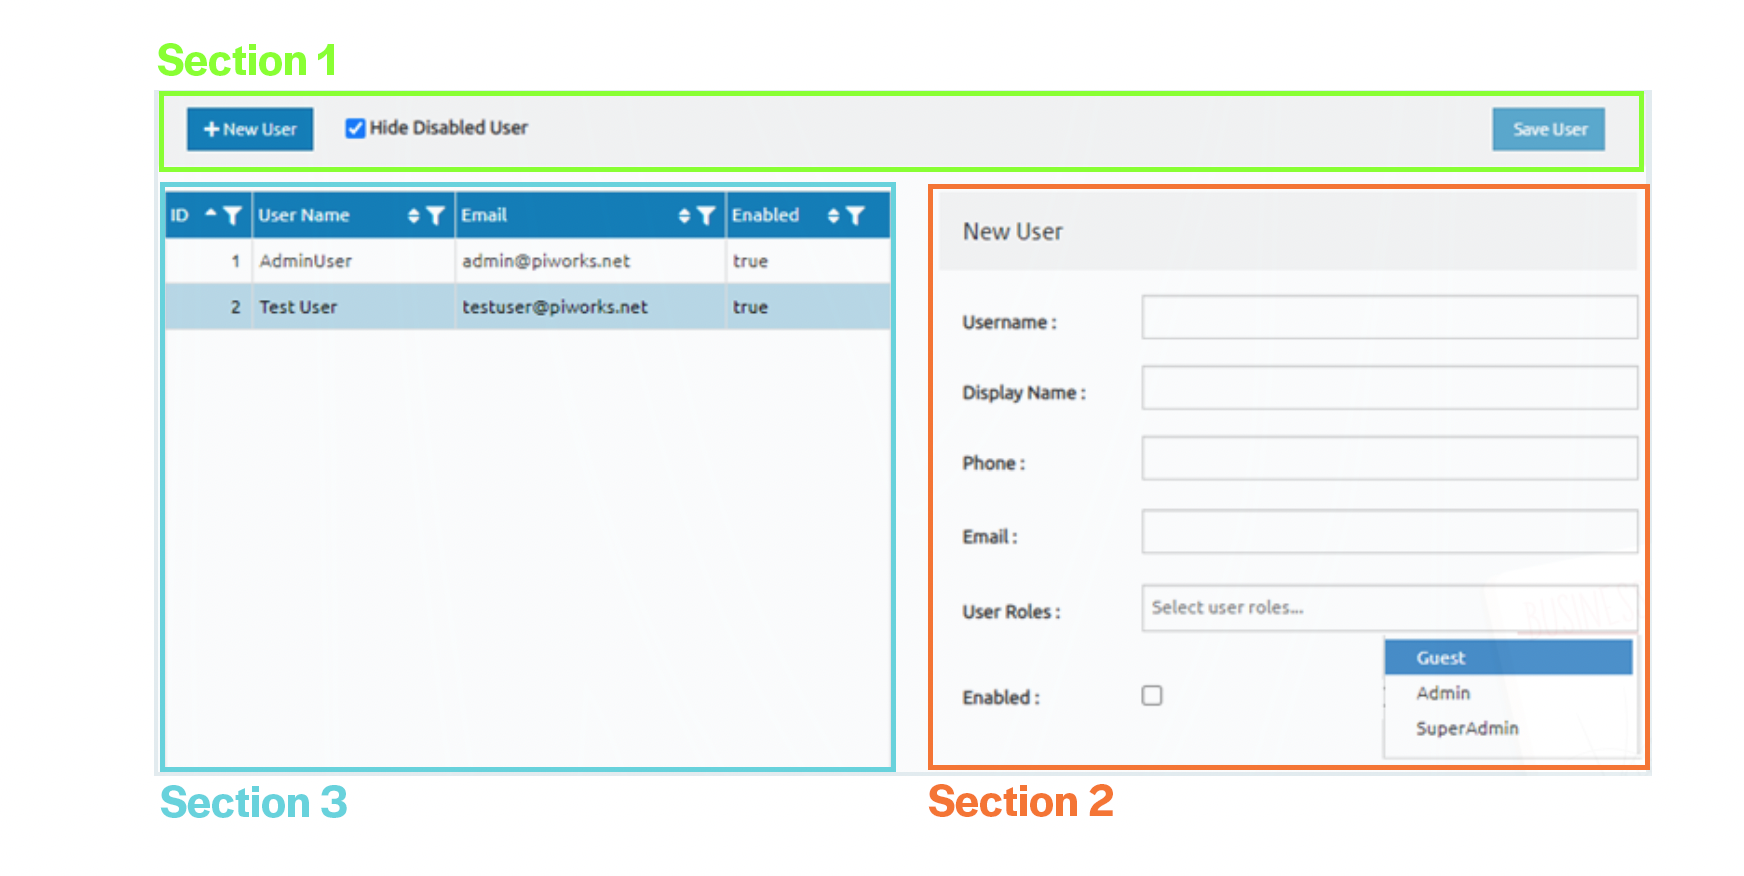 Section 1
New User
Hide Disabled User
Save User
ID User Name Email Enabled
1 AdminUser admin@piworks.net true
2 Test User testuser@piworks.net true
New User
Username :
Display Name :
Phone :
Email :
User Roles : Select user roles...
BUSINES
Guest
Admin
SuperAdmin
Enabled :
Section 3
Section 2